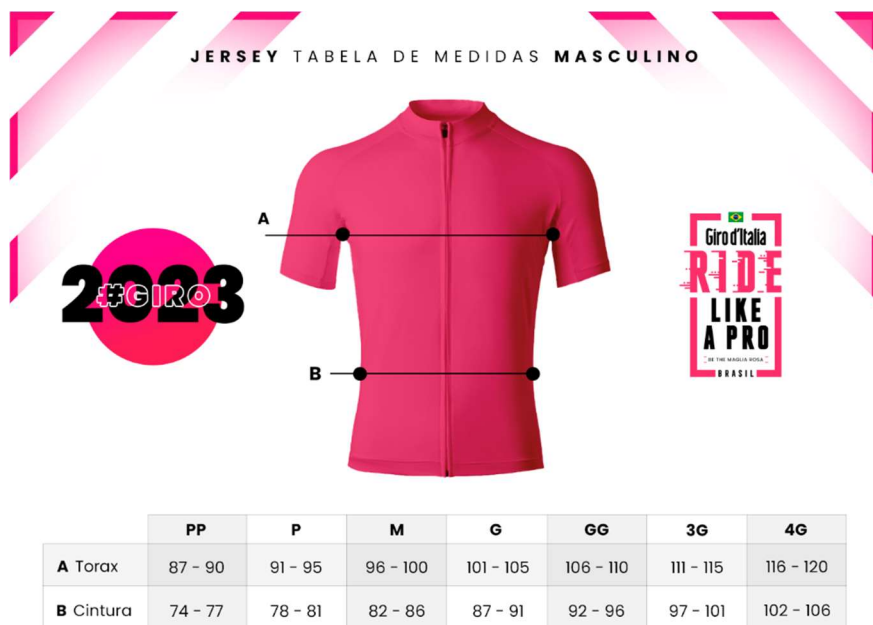 JERSEY TABELA DE MEDIDAS MASCULINO
A
2023
#GIRO
Giro d'Italia
RIDE
LIKE
A PRO
BE THE MAGLIA ROSA
BRASIL
B
PP P M G GG 3G 4G
A Torax 87 - 90 91 - 95 96 - 100 101 - 105 106 - 110 111 - 115 116 - 120
B Cintura 74 - 77 78 - 81 82 - 86 87 - 91 92 - 96 97 - 101 102 - 106